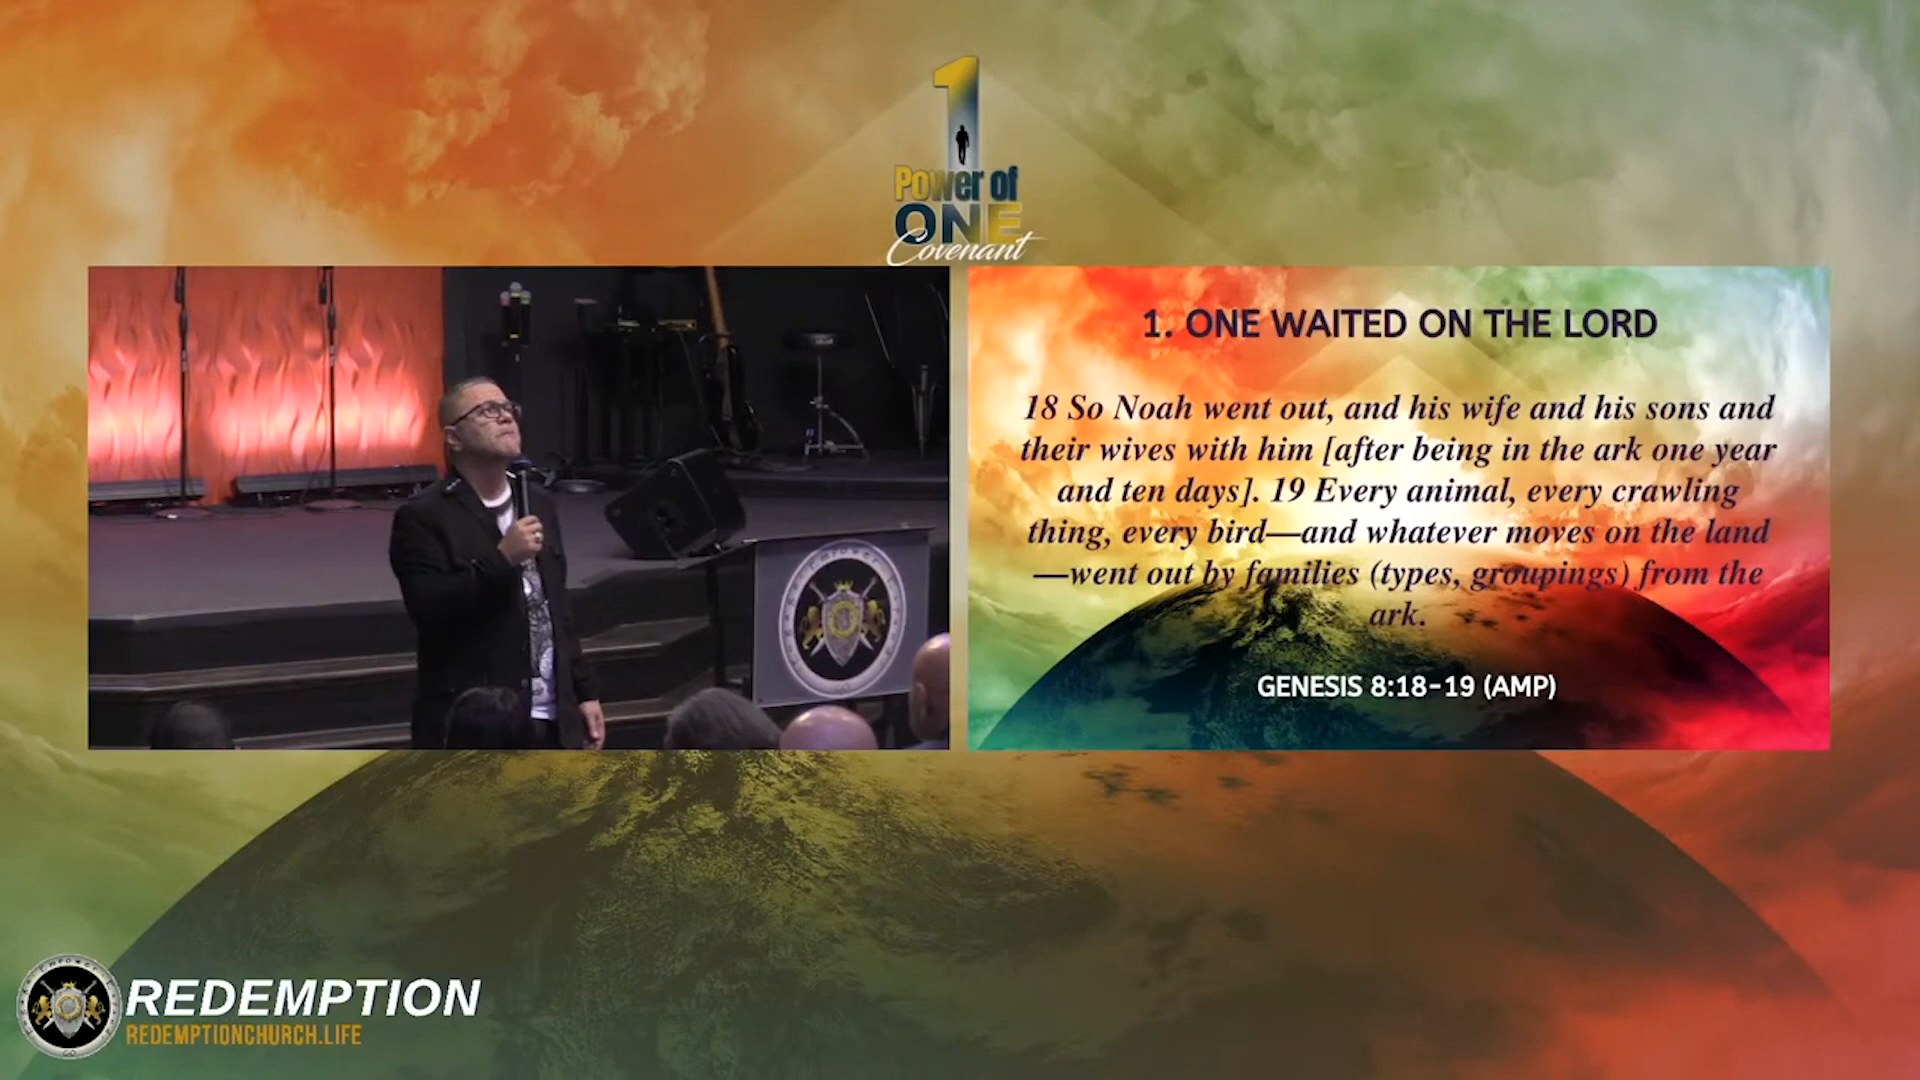 1
Power of
ONE
Covenant
1. ONE WAITED ON THE LORD
18 So Noah went out, and his wife and his sons and
their wives with him [after being in the ark one year
and ten days]. 19 Every animal, every crawling
thing, every bird—and whatever moves on the land
—went out by families (types, groupings) from the
ark.
GENESIS 8:18-19 (AMP)
REDEMPTION
REDEMPTIONCHURCH.LIFE